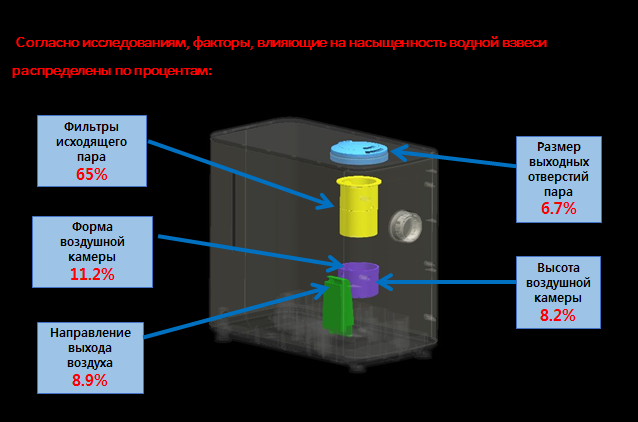 Согласно исследованиям, факторы, влияющие на насыщенность водной взвеси
распределены по процентам:
Фильтры
исходящего
пара
65%
Размер
выходных
отверстий
пара
6.7%
Форма
воздушной
камеры
11.2%
Высота
воздушной
камеры
8.2%
Направление
выхода
воздуха
8.9%